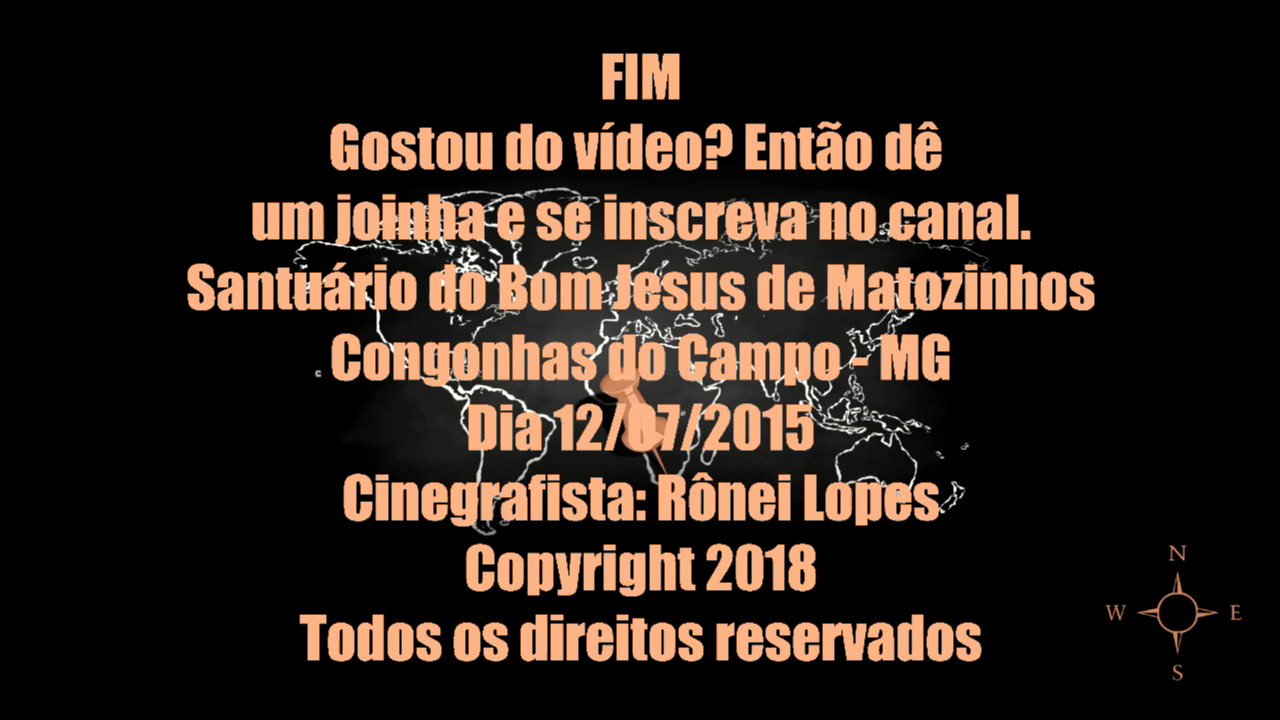 FIM
Gostou do vídeo? Então dê
um joinha e se inscreva no canal.
Santuário do Bom Jesus de Matozinhos
Congonhas do Campo - MG
Dia 12/07/2015
Cinegrafista: Rônei Lopes
Copyright 2018
Todos os direitos reservados
N
W E
S